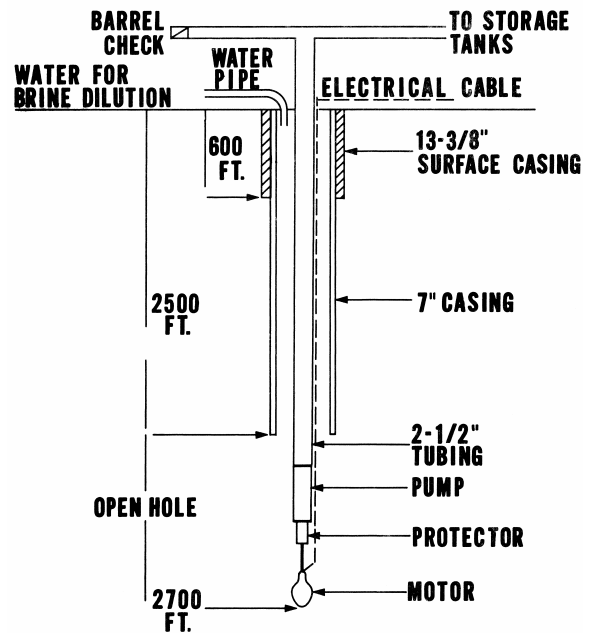 BARREL
CHECK
TO STORAGE
TANKS
WATER FOR
BRINE DILUTION
WATER
PIPE
ELECTRICAL CABLE
600
FT.
13-3/8"
SURFACE CASING
2500
FT.
7" CASING
2-1/2"
TUBING
PUMP
OPEN HOLE
PROTECTOR
MOTOR
2700
FT.